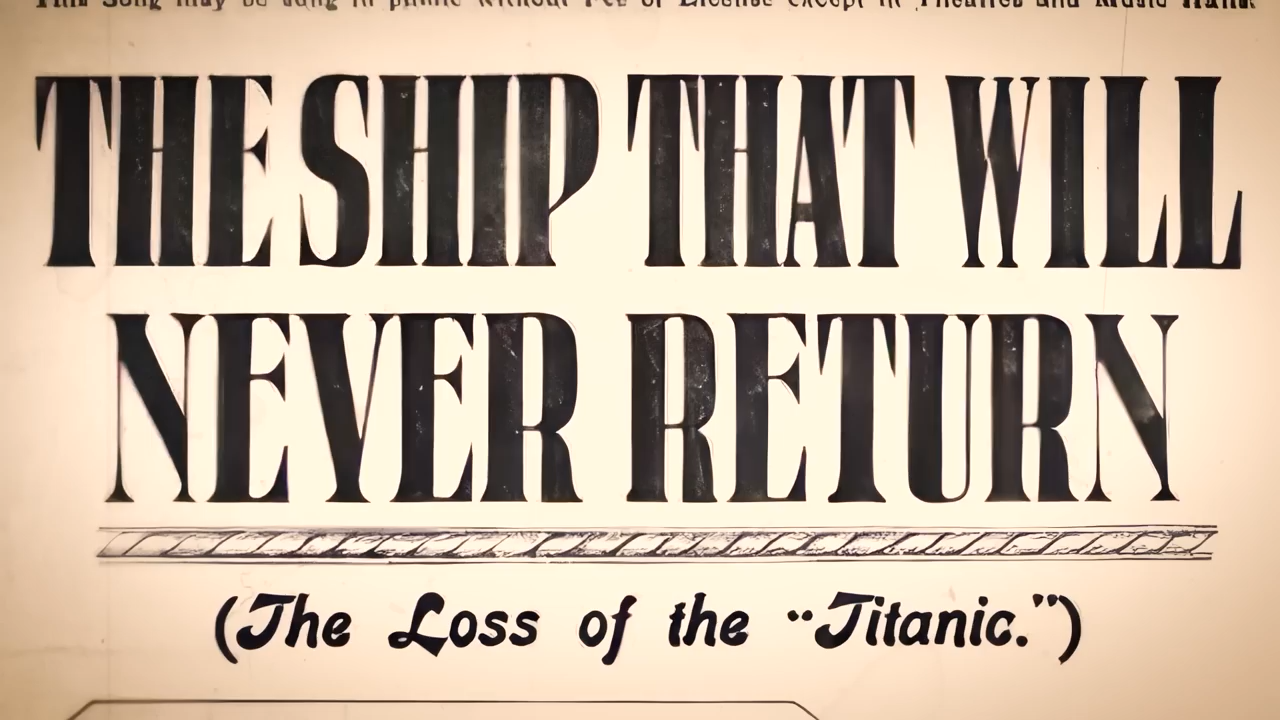 This Song may be sung in public without Fee or License except in Theatres and Music Halls.
THE SHIP THAT WILL
NEVER RETURN
(The Loss of the “Titanic.”)